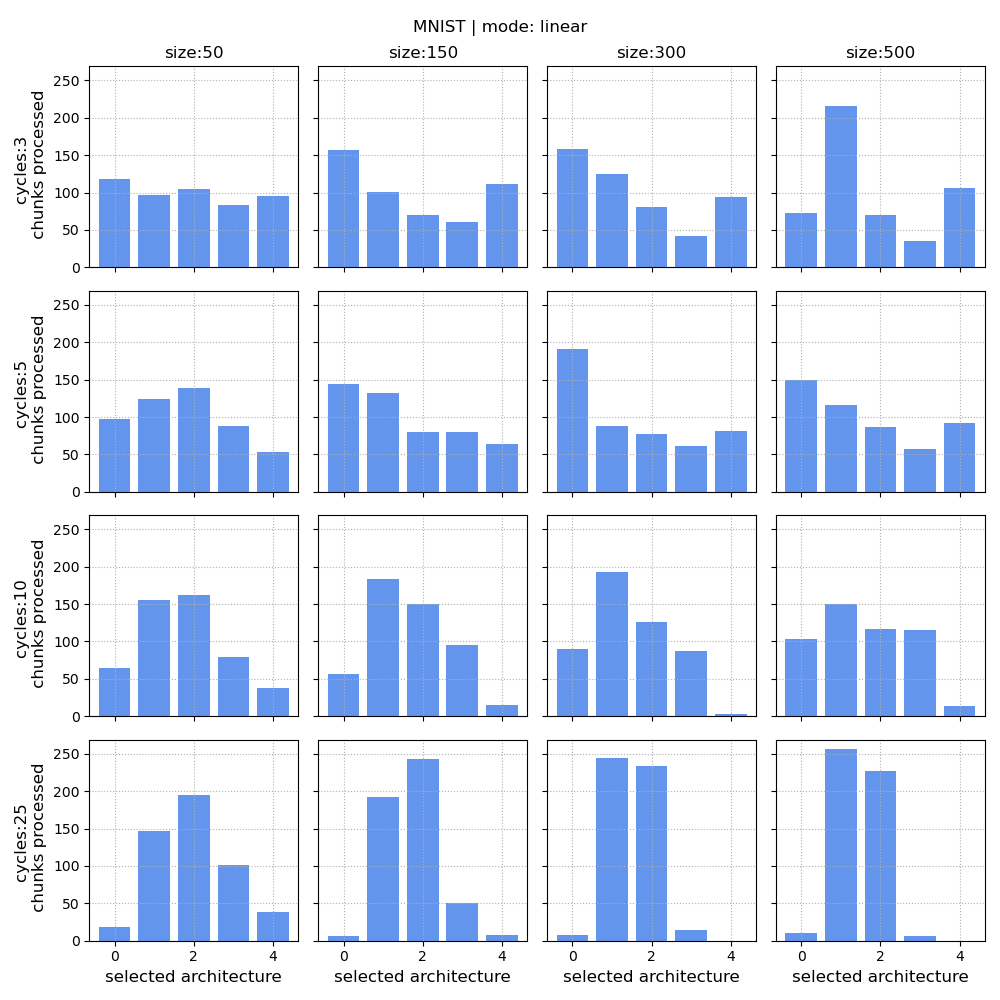 MNIST | mode: linear
size:50 size:150 size:300 size:500
cycles:3
chunks processed
250
200
150
100
50
0
cycles:5
chunks processed
250
200
150
100
50
0
cycles:10
chunks processed
250
200
150
100
50
0
cycles:25
chunks processed
250
200
150
100
50
0
0 2 4 0 2 4 0 2 4 0 2 4
selected architecture selected architecture selected architecture selected architecture